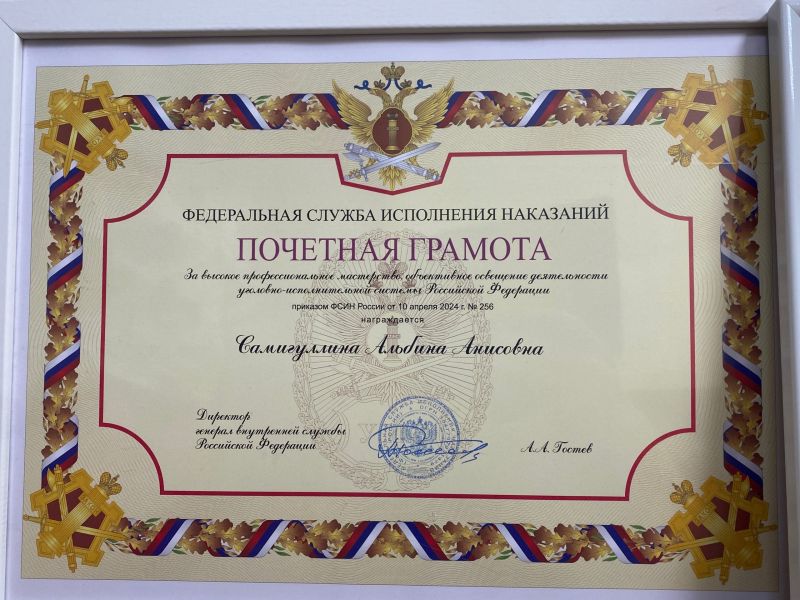 ФЕДЕРАЛЬНАЯ СЛУЖБА ИСПОЛНЕНИЯ НАКАЗАНИЙ
ПОЧЕТНАЯ ГРАМОТА
За высокое профессиональное мастерство, объективное освещение деятельности
уголовно-исполнительной системы Российской Федерации
приказом ФСИН России от 10 апреля 2024 г. № 256
награждается
Самигуллина Альбина Анисовна
Директор
генерал внутренней службы
Российской Федерации
А.А. Гостев